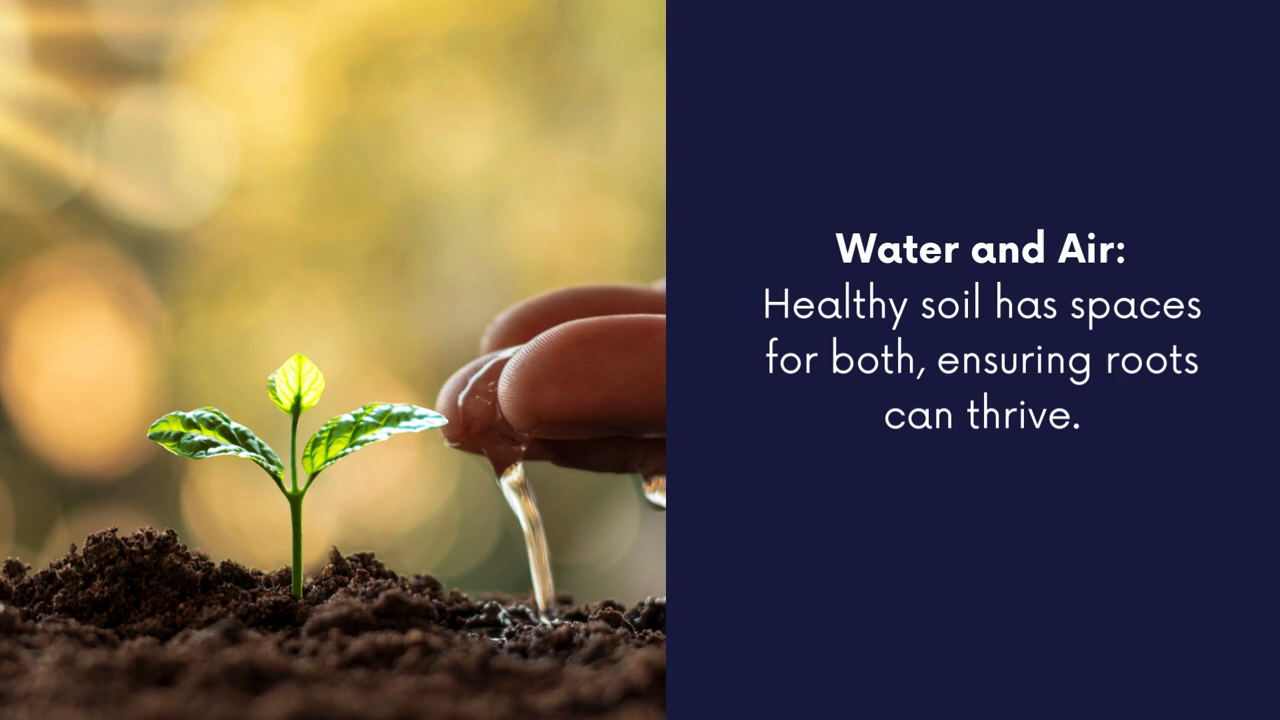 Water and Air:
Healthy soil has spaces
for both, ensuring roots
can thrive.